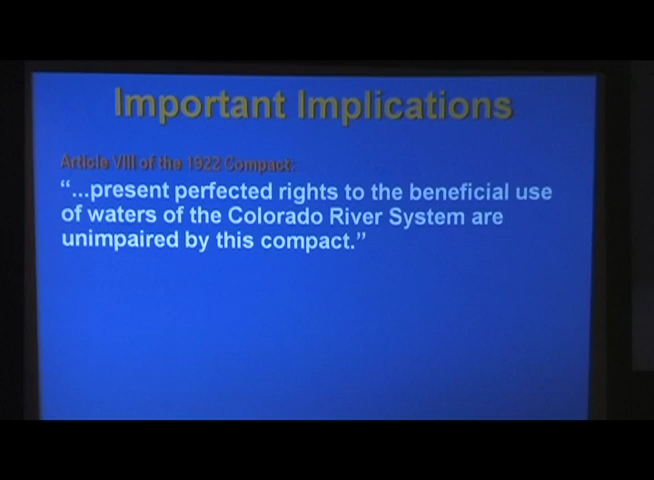 Important Implications
Article VIII of the 1922 Compact:
“...present perfected rights to the beneficial use
of waters of the Colorado River System are
unimpaired by this compact.”